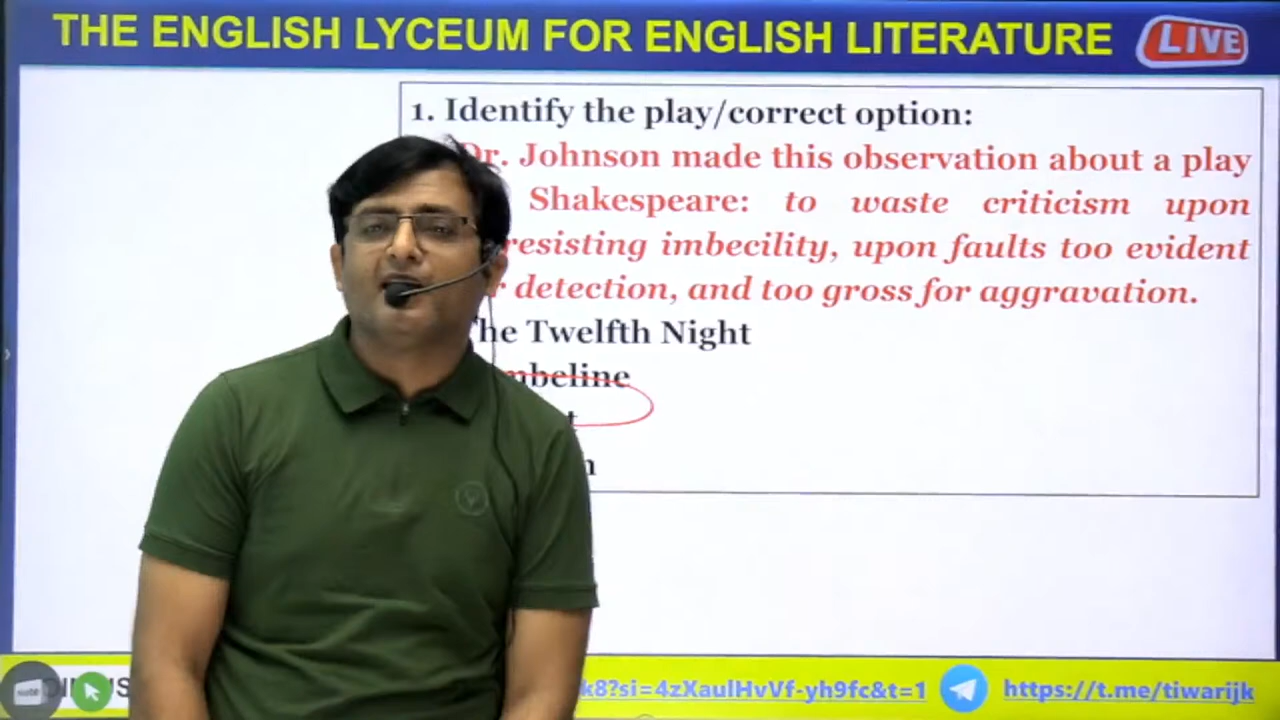 THE ENGLISH LYCEUM FOR ENGLISH LITERATURE
LIVE
1. Identify the play/correct option:
Dr. Johnson made this observation about a play
Shakespeare: to waste criticism upon
resisting imbecility, upon faults too evident
detection, and too gross for aggravation.
The Twelfth Night
mbeline
t
n
note
k8?si=4zXaulHvVf-yh9fc&t=1
https://t.me/tiwarijk